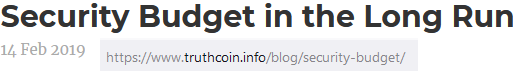 Security Budget in the Long Run
14 Feb 2019 https://www.truthcoin.info/blog/security-budget/